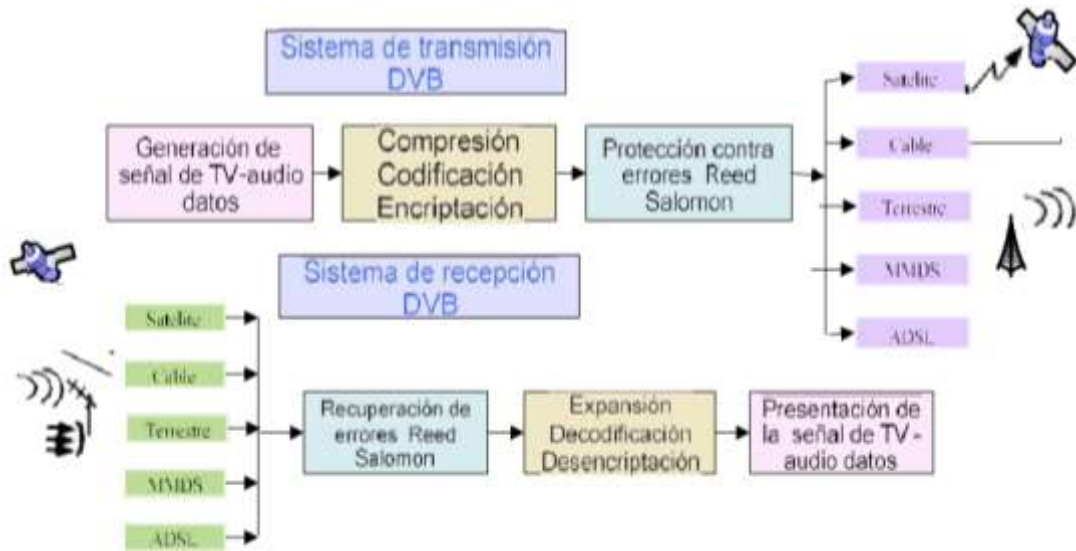 Sistema de transmisión
DVB
Generación de
señal de TV-audio
datos
Compresión
Codificación
Encriptación
Protección contra
errores Reed
Salomon
Satelite
Cable
Terrestre
MMDS
ADSL
Sistema de recepción
DVB
Satelite
Cable
Terrestre
MMDS
ADSL
Recuperación de
errores Reed
Salomon
Expansión
Decodificación
Desencriptación
Presentación de
la señal de TV-
audio datos